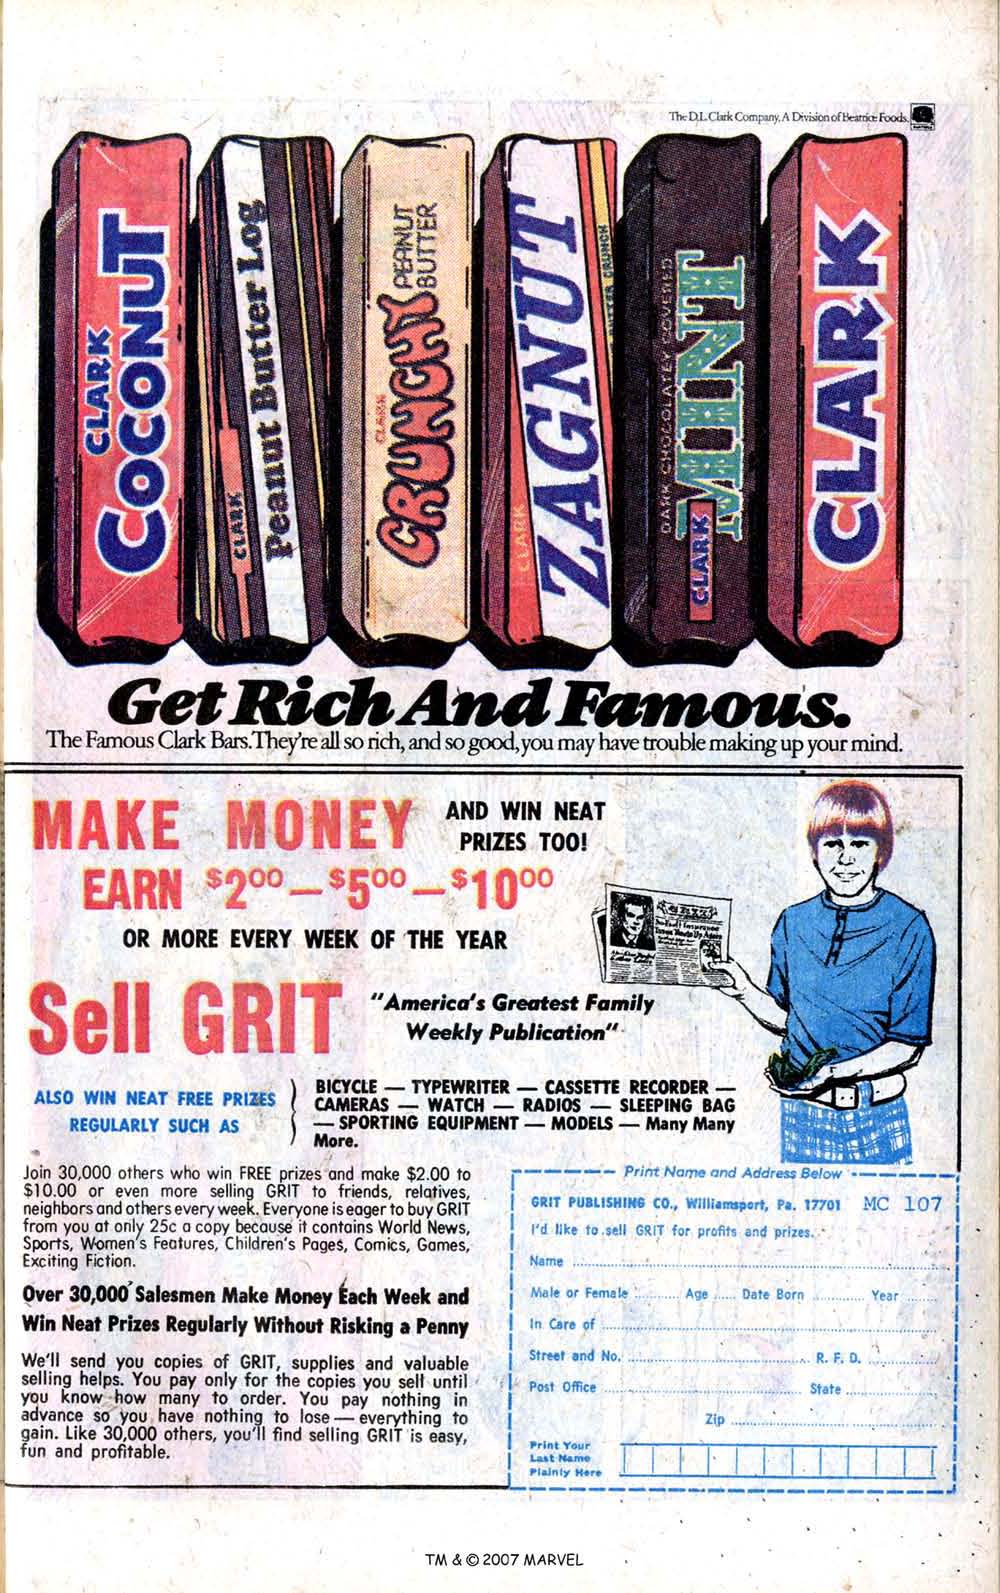 The D.L. Clark Company, A Division of Beatrice Foods.
CLARK
COCONUT
CLARK
Peanut Butter Log
CLARK
CRUNCHY
PEANUT
BUTTER
CLARK
ZAGNUT
CRUNCH
DARK CHOCOLATEY COVERED
MINT
CLARK
CLARK
Get Rich And Famous.
The Famous Clark Bars. They're all so rich, and so good, you may have trouble making up your mind.
MAKE MONEY
AND WIN NEAT
PRIZES TOO!
EARN $2.00 — $5.00 — $10.00
OR MORE EVERY WEEK OF THE YEAR
Sell GRIT
"America's Greatest Family
Weekly Publication"
ALSO WIN NEAT FREE PRIZES
REGULARLY SUCH AS
BICYCLE — TYPEWRITER — CASSETTE RECORDER —
CAMERAS — WATCH — RADIOS — SLEEPING BAG
— SPORTING EQUIPMENT — MODELS — Many Many
More.
Join 30,000 others who win FREE prizes and make $2.00 to
$10.00 or even more selling GRIT to friends, relatives,
neighbors and others every week. Everyone is eager to buy GRIT
from you at only 25c a copy because it contains World News,
Sports, Women's Features, Children's Pages, Comics, Games,
Exciting Fiction.
Over 30,000 Salesmen Make Money Each Week and
Win Neat Prizes Regularly Without Risking a Penny
We'll send you copies of GRIT, supplies and valuable
selling helps. You pay only for the copies you sell until
you know how many to order. You pay nothing in
advance so you have nothing to lose — everything to
gain. Like 30,000 others, you'll find selling GRIT is easy,
fun and profitable.
Print Name and Address Below
GRIT PUBLISHING CO., Williamsport, Pa. 17701 MC 107
I'd like to sell GRIT for profits and prizes.
Name
Male or Female Age Date Born Year
In Care of
Street and No. R. F. D.
Post Office State
Zip
Print Your
Last Name
Plainly Here
TM & © 2007 MARVEL